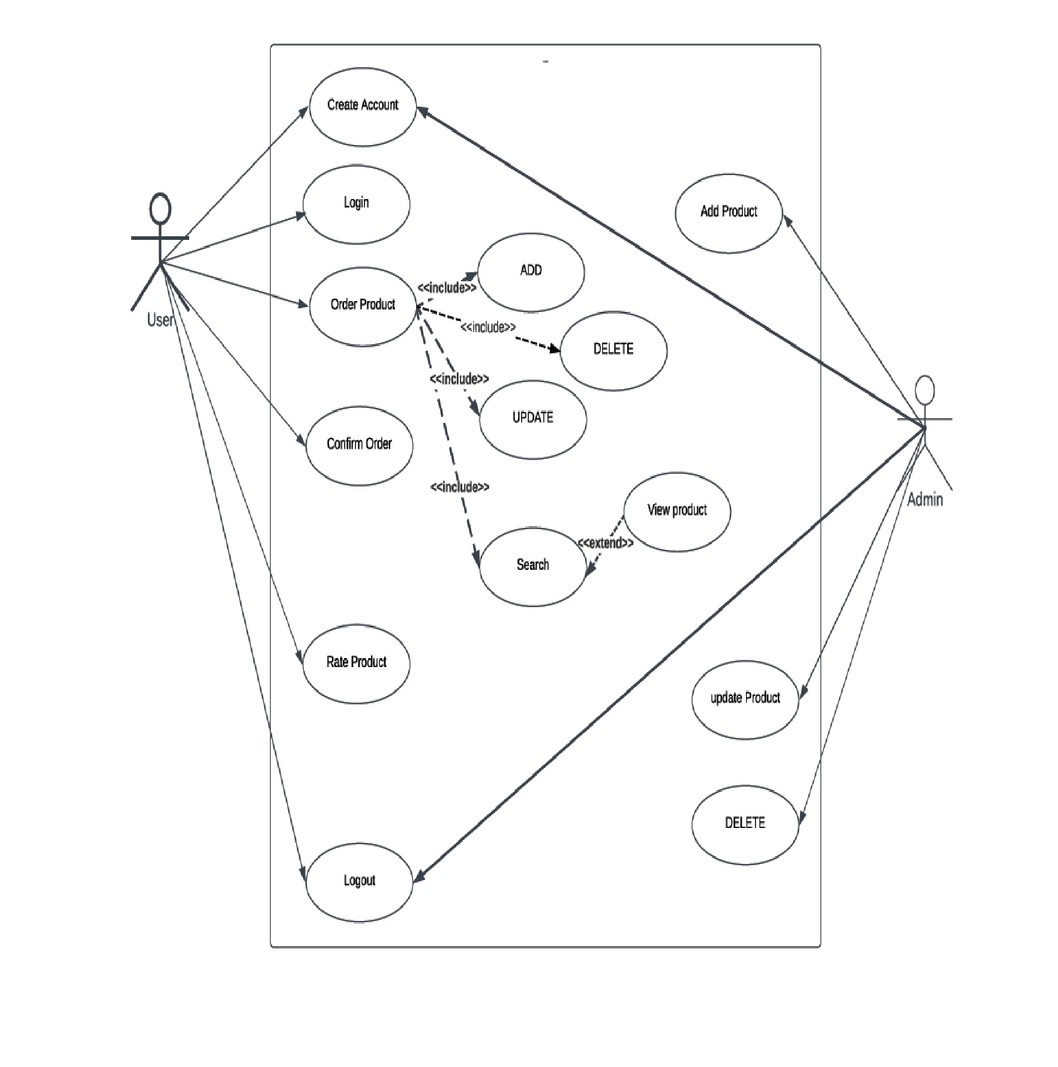 Create Account
Login
Add Product
ADD
<<include>>
Order Product
<<include>>
DELETE
User
<<include>>
UPDATE
Confirm Order
<<include>>
View product
Admin
<<extend>>
Search
Rate Product
update Product
DELETE
Logout